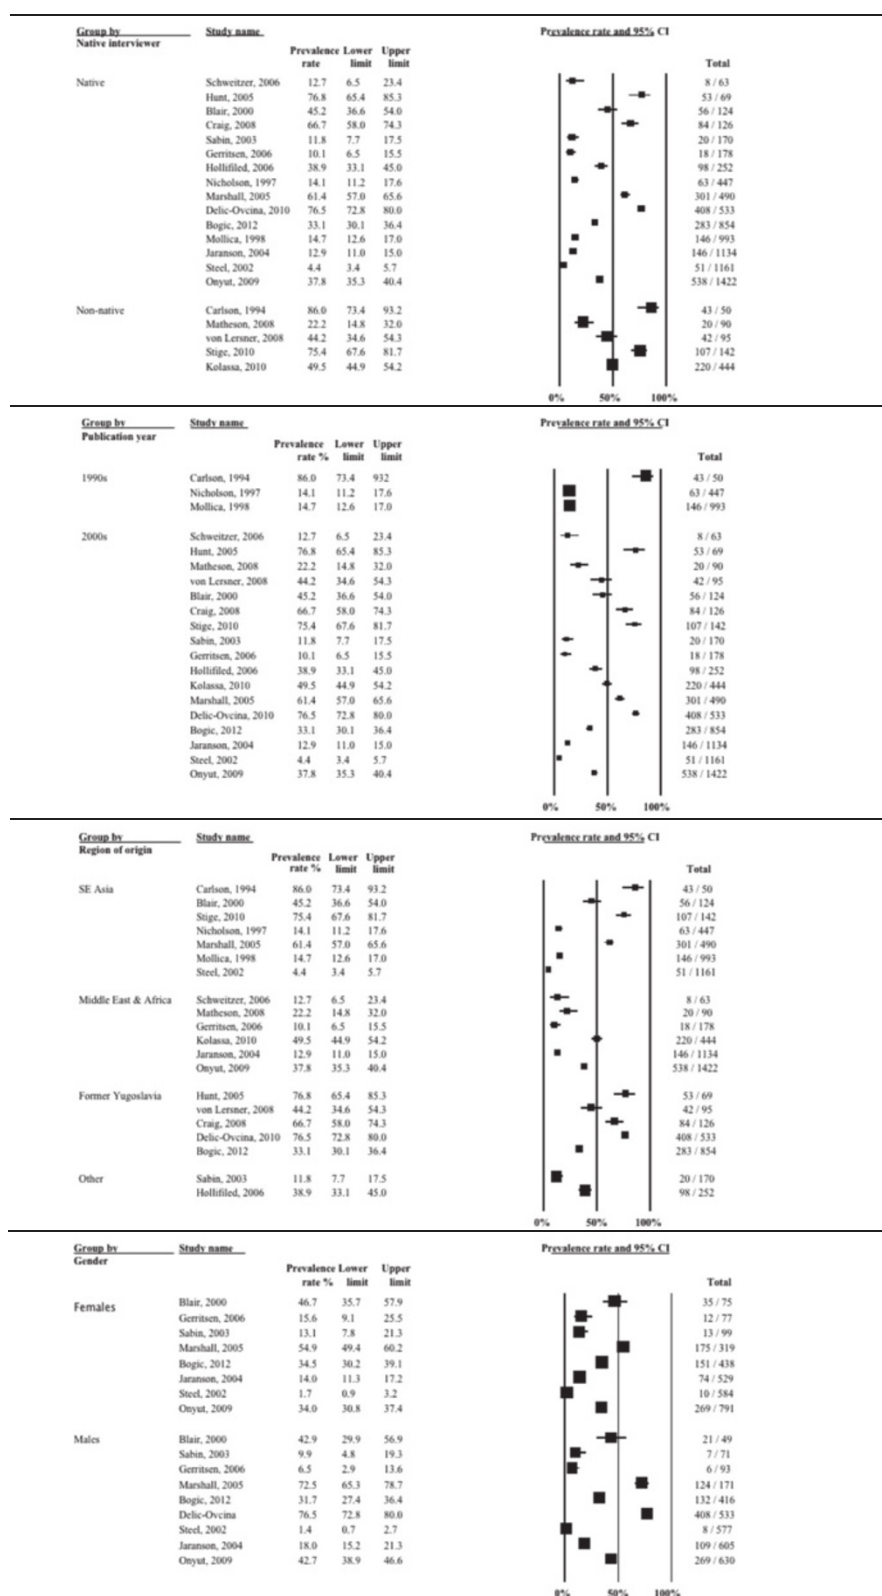 Group by Study name Prevalence rate and 95% CI
Native interviewer
Prevalence Lower Upper
rate limit limit Total
Native Schweitzer, 2006 12.7 6.5 23.4 8 / 63
Hunt, 2005 76.8 65.4 85.3 53 / 69
Blair, 2000 45.2 36.6 54.0 56 / 124
Craig, 2008 66.7 58.0 74.3 84 / 126
Sabin, 2003 11.8 7.7 17.5 20 / 170
Gerritsen, 2006 10.1 6.5 15.5 18 / 178
Hollifiled, 2006 38.9 33.1 45.0 98 / 252
Nicholson, 1997 14.1 11.2 17.6 63 / 447
Marshall, 2005 61.4 57.0 65.6 301 / 490
Delic-Ovcina, 2010 76.5 72.8 80.0 408 / 533
Bogic, 2012 33.1 30.1 36.4 283 / 854
Mollica, 1998 14.7 12.6 17.0 146 / 993
Jaranson, 2004 12.9 11.0 15.0 146 / 1134
Steel, 2002 4.4 3.4 5.7 51 / 1161
Onyut, 2009 37.8 35.3 40.4 538 / 1422
Non-native Carlson, 1994 86.0 73.4 93.2 43 / 50
Matheson, 2008 22.2 14.8 32.0 20 / 90
von Lersner, 2008 44.2 34.6 54.3 42 / 95
Stige, 2010 75.4 67.6 81.7 107 / 142
Kolassa, 2010 49.5 44.9 54.2 220 / 444
0% 50% 100%
Group by Study name Prevalence rate and 95% CI
Publication year
Prevalence Lower Upper
rate % limit limit Total
1990s Carlson, 1994 86.0 73.4 932 43 / 50
Nicholson, 1997 14.1 11.2 17.6 63 / 447
Mollica, 1998 14.7 12.6 17.0 146 / 993
2000s Schweitzer, 2006 12.7 6.5 23.4 8 / 63
Hunt, 2005 76.8 65.4 85.3 53 / 69
Matheson, 2008 22.2 14.8 32.0 20 / 90
von Lersner, 2008 44.2 34.6 54.3 42 / 95
Blair, 2000 45.2 36.6 54.0 56 / 124
Craig, 2008 66.7 58.0 74.3 84 / 126
Stige, 2010 75.4 67.6 81.7 107 / 142
Sabin, 2003 11.8 7.7 17.5 20 / 170
Gerritsen, 2006 10.1 6.5 15.5 18 / 178
Hollifiled, 2006 38.9 33.1 45.0 98 / 252
Kolassa, 2010 49.5 44.9 54.2 220 / 444
Marshall, 2005 61.4 57.0 65.6 301 / 490
Delic-Ovcina, 2010 76.5 72.8 80.0 408 / 533
Bogic, 2012 33.1 30.1 36.4 283 / 854
Jaranson, 2004 12.9 11.0 15.0 146 / 1134
Steel, 2002 4.4 3.4 5.7 51 / 1161
Onyut, 2009 37.8 35.3 40.4 538 / 1422
0% 50% 100%
Group by Study name Prevalence rate and 95% CI
Region of origin
Prevalence Lower Upper
rate % limit limit Total
SE Asia Carlson, 1994 86.0 73.4 93.2 43 / 50
Blair, 2000 45.2 36.6 54.0 56 / 124
Stige, 2010 75.4 67.6 81.7 107 / 142
Nicholson, 1997 14.1 11.2 17.6 63 / 447
Marshall, 2005 61.4 57.0 65.6 301 / 490
Mollica, 1998 14.7 12.6 17.0 146 / 993
Steel, 2002 4.4 3.4 5.7 51 / 1161
Middle East & Africa Schweitzer, 2006 12.7 6.5 23.4 8 / 63
Matheson, 2008 22.2 14.8 32.0 20 / 90
Gerritsen, 2006 10.1 6.5 15.5 18 / 178
Kolassa, 2010 49.5 44.9 54.2 220 / 444
Jaranson, 2004 12.9 11.0 15.0 146 / 1134
Onyut, 2009 37.8 35.3 40.4 538 / 1422
Former Yugoslavia Hunt, 2005 76.8 65.4 85.3 53 / 69
von Lersner, 2008 44.2 34.6 54.3 42 / 95
Craig, 2008 66.7 58.0 74.3 84 / 126
Delic-Ovcina, 2010 76.5 72.8 80.0 408 / 533
Bogic, 2012 33.1 30.1 36.4 283 / 854
Other Sabin, 2003 11.8 7.7 17.5 20 / 170
Hollifiled, 2006 38.9 33.1 45.0 98 / 252
0% 50% 100%
Group by Study name Prevalence rate and 95% CI
Gender
Prevalence Lower Upper
rate % limit limit Total
Females Blair, 2000 46.7 35.7 57.9 35 / 75
Gerritsen, 2006 15.6 9.1 25.5 12 / 77
Sabin, 2003 13.1 7.8 21.3 13 / 99
Marshall, 2005 54.9 49.4 60.2 175 / 319
Bogic, 2012 34.5 30.2 39.1 151 / 438
Jaranson, 2004 14.0 11.3 17.2 74 / 529
Steel, 2002 1.7 0.9 3.2 10 / 584
Onyut, 2009 34.0 30.8 37.4 269 / 791
Males Blair, 2000 42.9 29.9 56.9 21 / 49
Sabin, 2003 9.9 4.8 19.3 7 / 71
Gerritsen, 2006 6.5 2.9 13.6 6 / 93
Marshall, 2005 72.5 65.3 78.7 124 / 171
Bogic, 2012 31.7 27.4 36.4 132 / 416
Delic-Ovcina 76.5 72.8 80.0 408 / 533
Steel, 2002 1.4 0.7 2.7 8 / 577
Jaranson, 2004 18.0 15.2 21.3 109 / 605
Onyut, 2009 42.7 38.9 46.6 269 / 630
0% 50% 100%